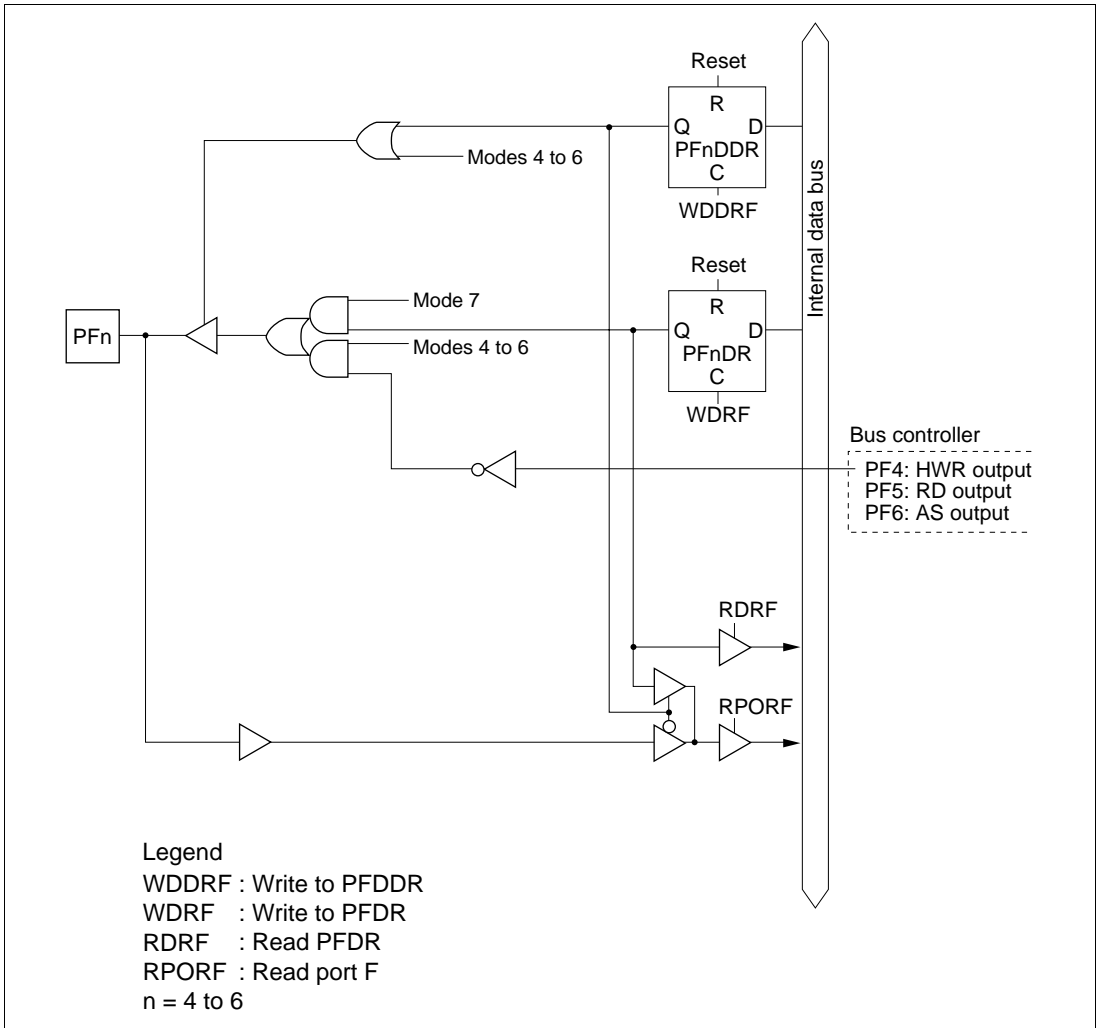 Reset
R
Q D
PFnDDR
C
WDDRF
Modes 4 to 6
Internal data bus
Reset
R
Q D
PFnDR
C
WDRF
Mode 7
Modes 4 to 6
PFn
Bus controller
PF4: HWR output
PF5: RD output
PF6: AS output
RDRF
RPORF
Legend
WDDRF : Write to PFDDR
WDRF : Write to PFDR
RDRF : Read PFDR
RPORF : Read port F
n = 4 to 6